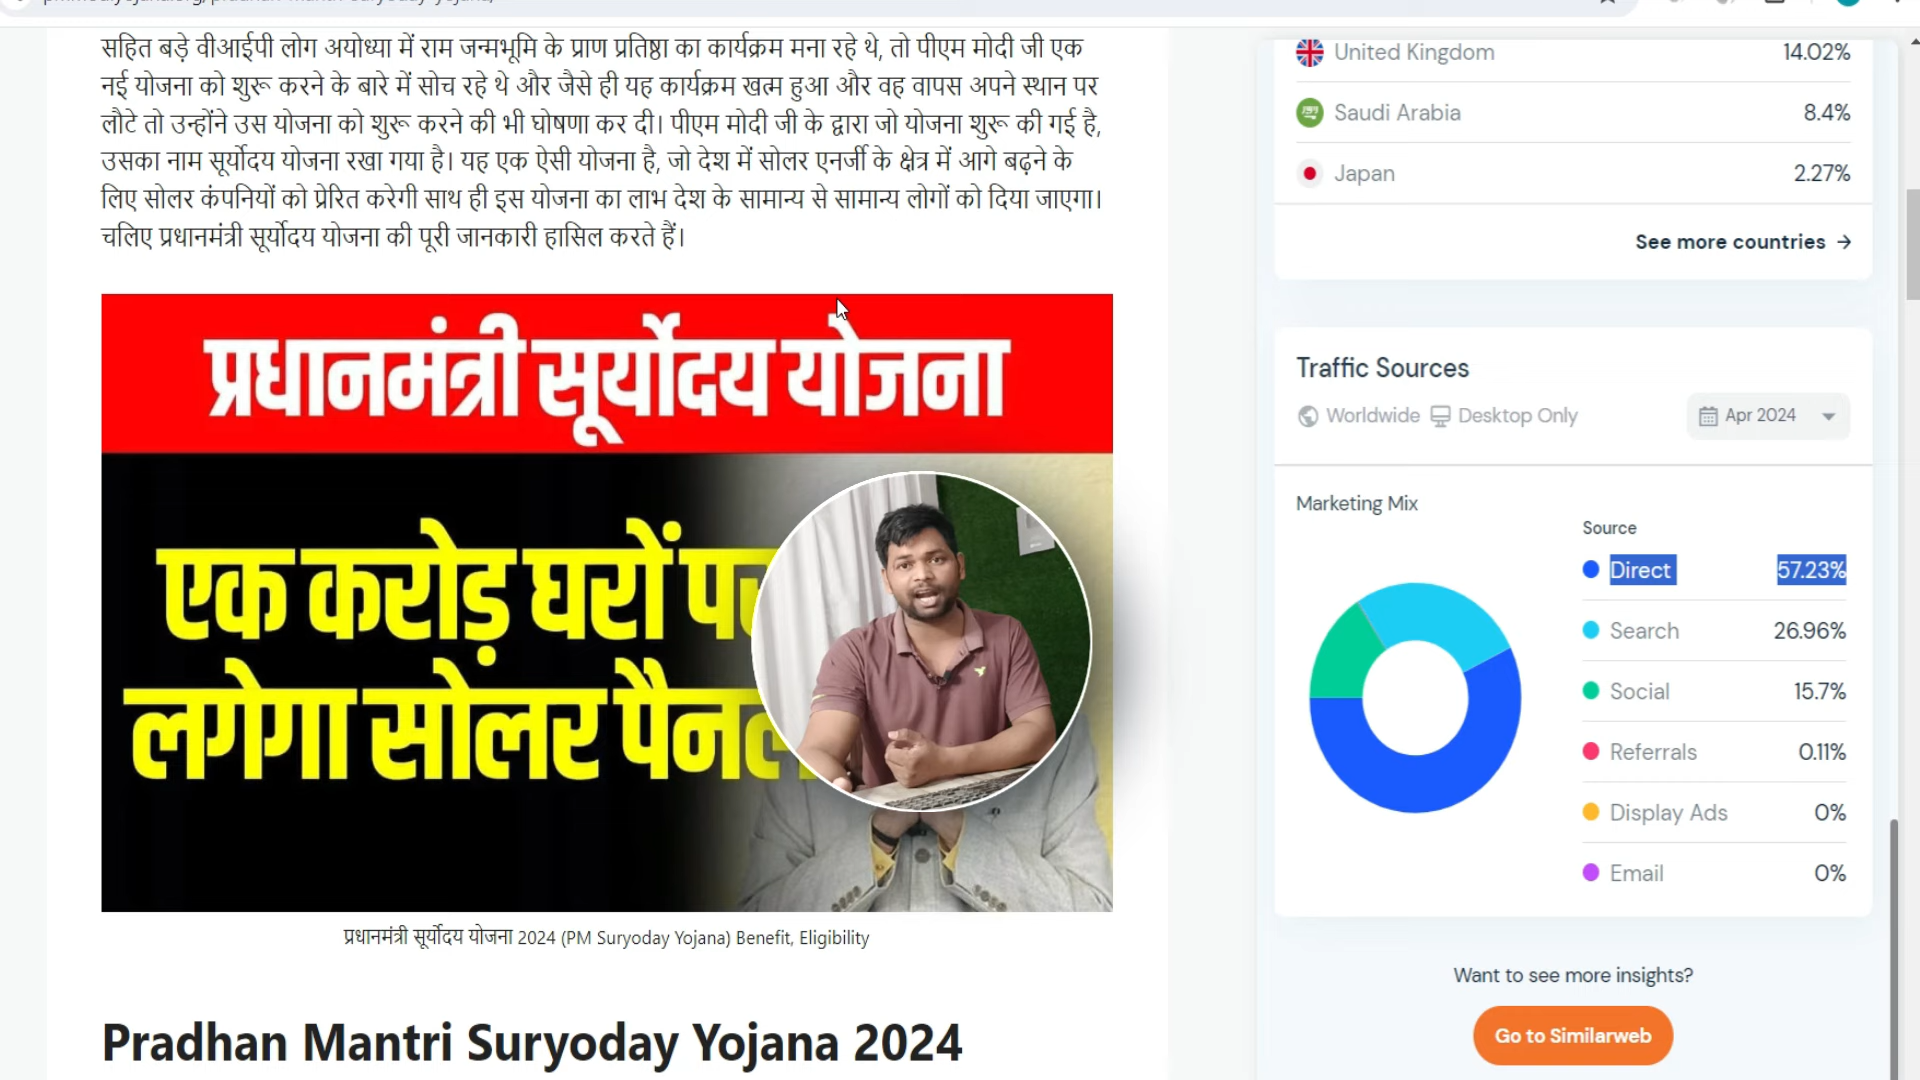 सहित बड़े वीआईपी लोग अयोध्या में राम जन्मभूमि के प्राण प्रतिष्ठा का कार्यक्रम मना रहे थे, तो पीएम मोदी जी एक
नई योजना को शुरू करने के बारे में सोच रहे थे और जैसे ही यह कार्यक्रम खत्म हुआ और वह वापस अपने स्थान पर
लौटे तो उन्होंने उस योजना को शुरू करने की भी घोषणा कर दी। पीएम मोदी जी के द्वारा जो योजना शुरू की गई है,
उसका नाम सूर्योदय योजना रखा गया है। यह एक ऐसी योजना है, जो देश में सोलर एनर्जी के क्षेत्र में आगे बढ़ने के
लिए सोलर कंपनियों को प्रेरित करेगी साथ ही इस योजना का लाभ देश के सामान्य से सामान्य लोगों को दिया जाएगा।
चलिए प्रधानमंत्री सूर्योदय योजना की पूरी जानकारी हासिल करते हैं।
प्रधानमंत्री सूर्योदय योजना
एक करोड़ घरों
लगेगा सोलर पैनल
प्रधानमंत्री सूर्योदय योजना 2024 (PM Suryoday Yojana) Benefit, Eligibility
Pradhan Mantri Suryoday Yojana 2024
United Kingdom 14.02%
Saudi Arabia 8.4%
Japan 2.27%
See more countries →
Traffic Sources
Worldwide Desktop Only Apr 2024
Marketing Mix
Source
Direct 57.23%
Search 26.96%
Social 15.7%
Referrals 0.11%
Display Ads 0%
Email 0%
Want to see more insights?
Go to Similarweb